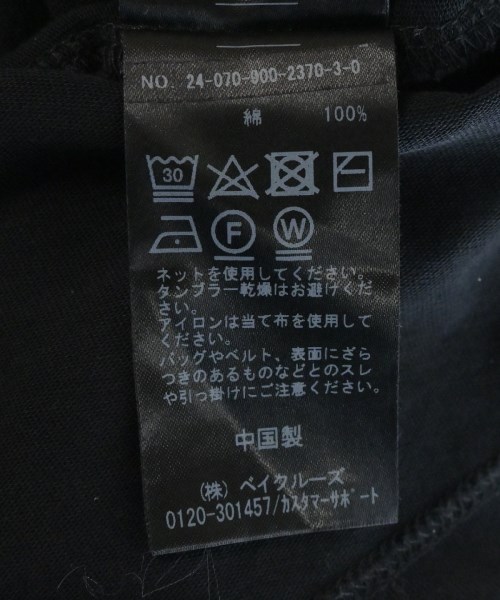 NO. 24-070-900-2370-3-0
綿 100%
30
F W
ネットを使用してください。
タンブラー乾燥はお避けくだ
さい。
アイロンは当て布を使用して
ください。
バッグやベルト、表面にざら
つきのあるものなどとのスレ
や引っ掛けにご注意ください。
中国製
(株) ベイクルーズ
0120-301457/カスタマーサポート